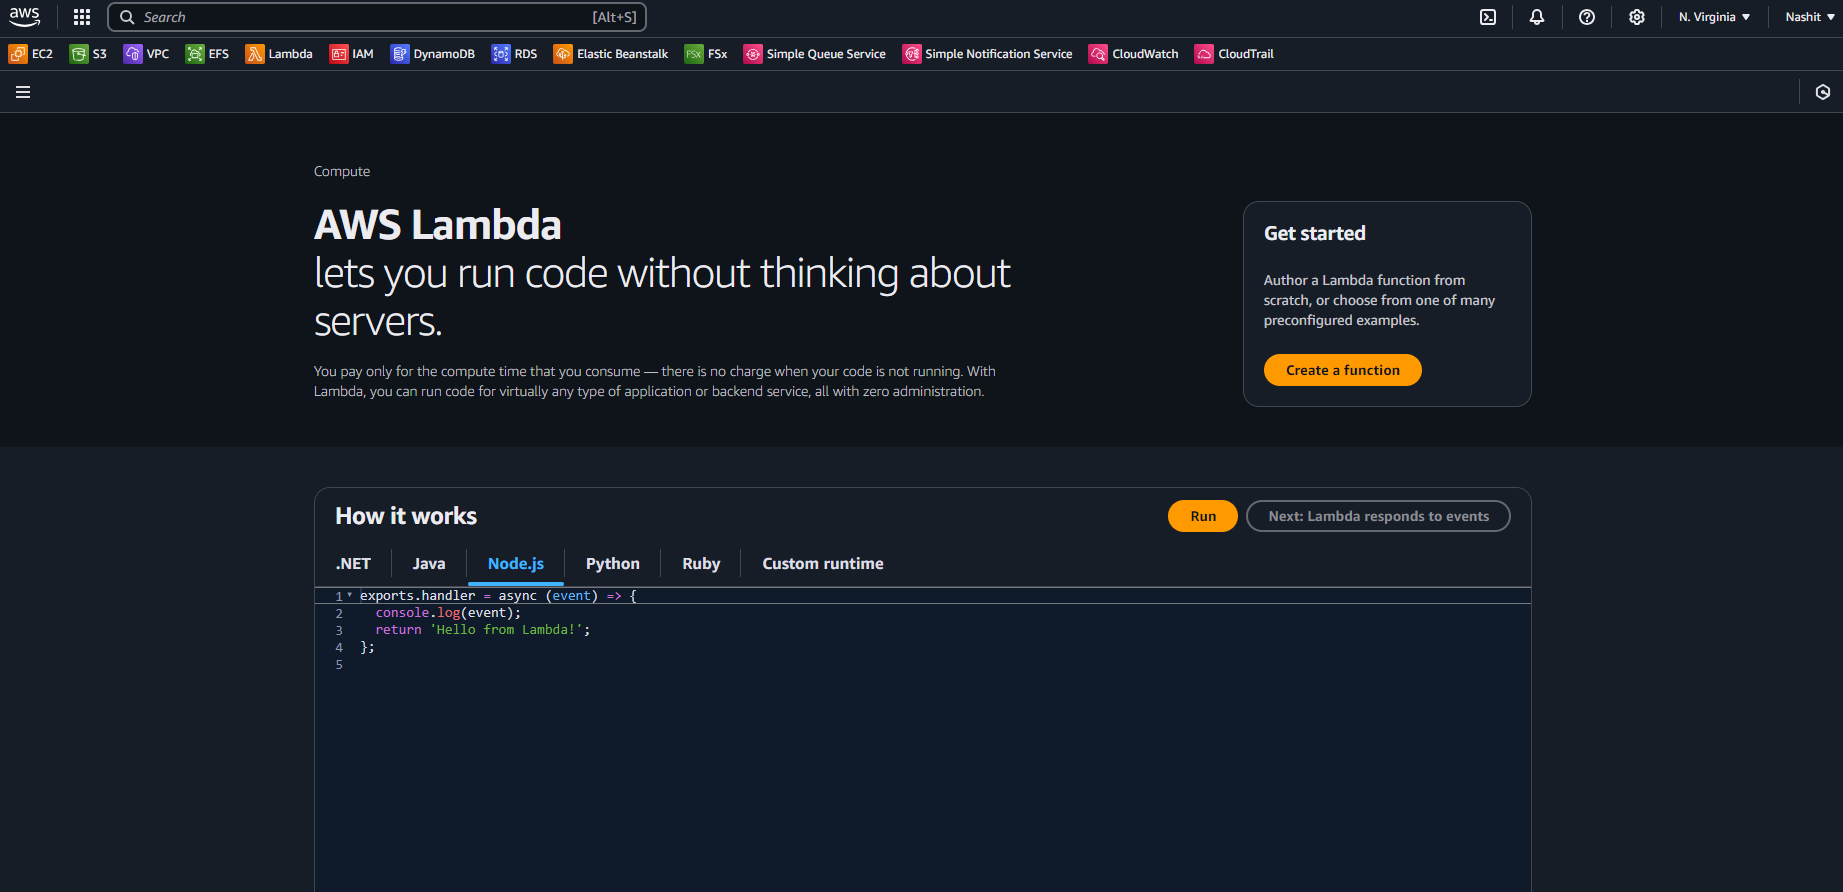 aws
Search
[Alt+S]
N. Virginia
Nashit
EC2
S3
VPC
EFS
Lambda
IAM
DynamoDB
RDS
Elastic Beanstalk
FSx
FSx
Simple Queue Service
Simple Notification Service
CloudWatch
CloudTrail
Compute
AWS Lambda
lets you run code without thinking about
servers.
You pay only for the compute time that you consume — there is no charge when your code is not running. With
Lambda, you can run code for virtually any type of application or backend service, all with zero administration.
Get started
Author a Lambda function from
scratch, or choose from one of many
preconfigured examples.
Create a function
How it works
Run
Next: Lambda responds to events
.NET
Java
Node.js
Python
Ruby
Custom runtime
1 exports.handler = async (event) => {
2 console.log(event);
3 return 'Hello from Lambda!';
4 };
5